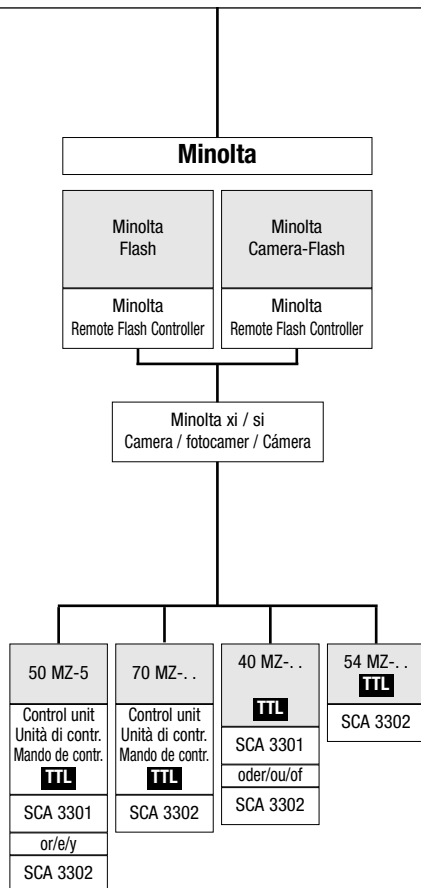 Minolta
Minolta
Flash
Minolta
Remote Flash Controller
Minolta
Camera-Flash
Minolta
Remote Flash Controller
Minolta xi / si
Camera / fotocamer / Cámera
50 MZ-5
Control unit
Unità di contr.
Mando de contr.
TTL
SCA 3301
or/e/y
SCA 3302
70 MZ-. .
Control unit
Unità di contr.
Mando de contr.
TTL
SCA 3302
40 MZ-. .
TTL
SCA 3301
oder/ou/of
SCA 3302
54 MZ-. .
TTL
SCA 3302